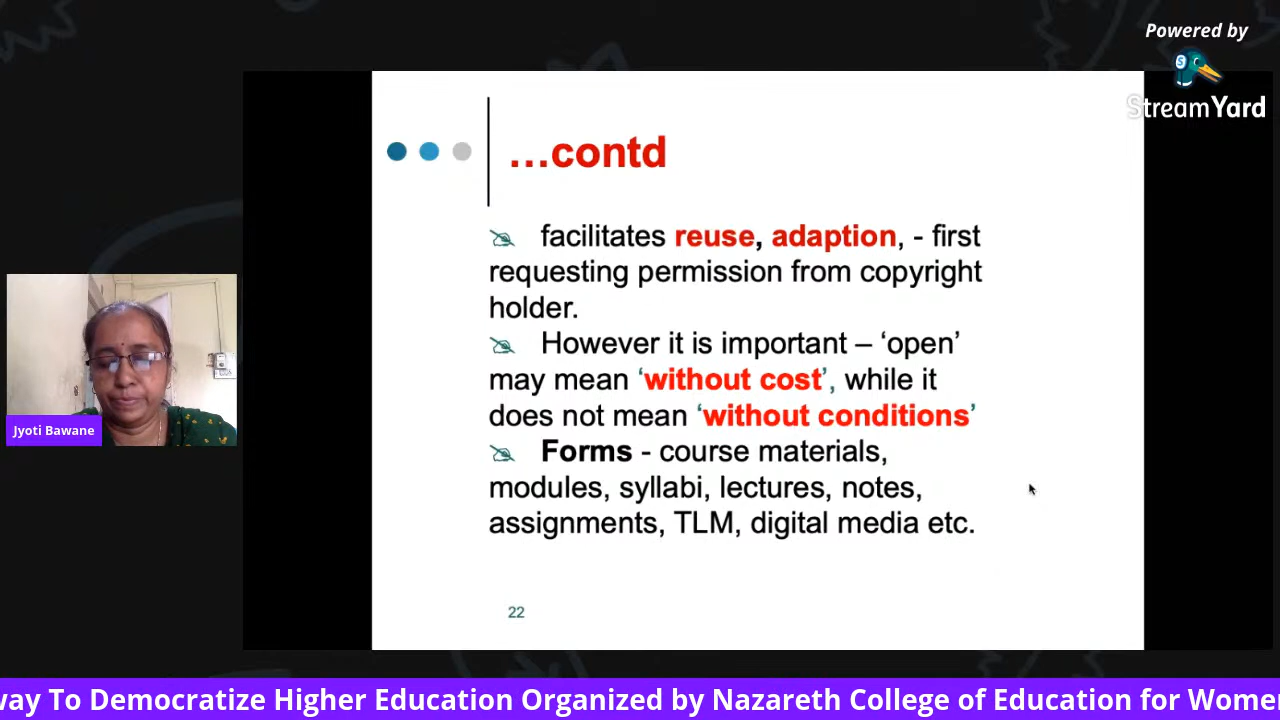 Powered by
StreamYard
...contd
facilitates reuse, adaption, - first
requesting permission from copyright
holder.
However it is important – ‘open’
may mean ‘without cost’, while it
does not mean ‘without conditions’
Forms - course materials,
modules, syllabi, lectures, notes,
assignments, TLM, digital media etc.
22
Jyoti Bawane
To Democratize Higher Education Organized by Nazareth College of Education for